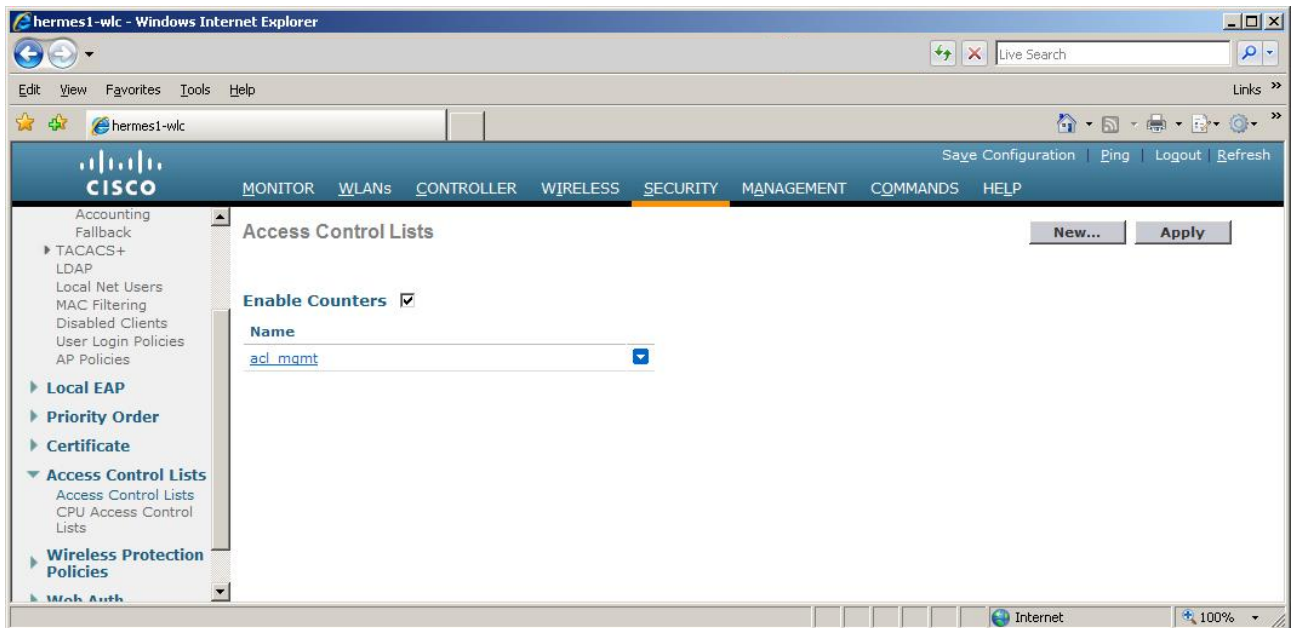 hermes1-wlc - Windows Internet Explorer
Live Search
Edit View Favorites Tools Help
Links »
hermes1-wlc
»
Save Configuration | Ping | Logout | Refresh
CISCO
MONITOR WLANs CONTROLLER WIRELESS SECURITY MANAGEMENT COMMANDS HELP
Accounting
Fallback
TACACS+
LDAP
Local Net Users
MAC Filtering
Disabled Clients
User Login Policies
AP Policies
Local EAP
Priority Order
Certificate
Access Control Lists
Access Control Lists
CPU Access Control
Lists
Wireless Protection
Policies
Web Auth
Access Control Lists
New...
Apply
Enable Counters
Name
acl_mgmt
Internet
100%